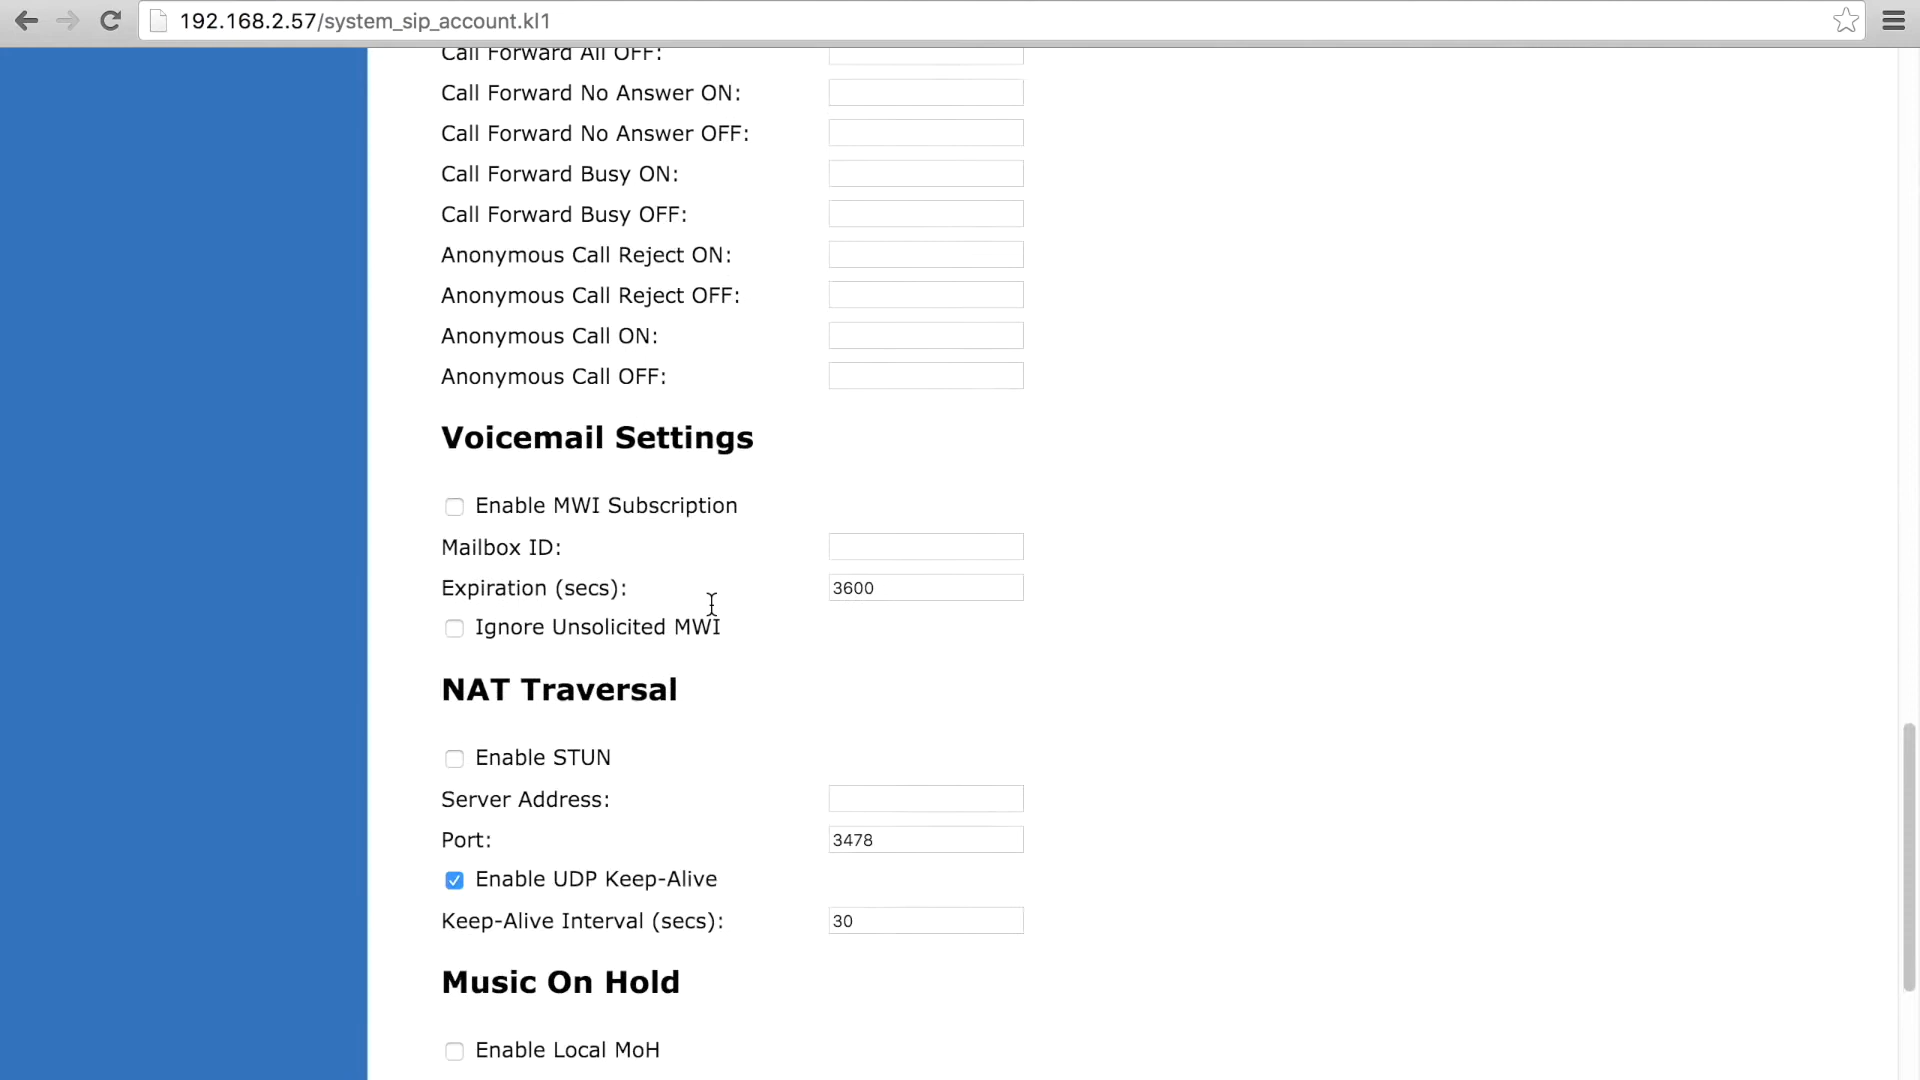 192.168.2.57/system_sip_account.kl1
Call Forward All OFF:
Call Forward No Answer ON:
Call Forward No Answer OFF:
Call Forward Busy ON:
Call Forward Busy OFF:
Anonymous Call Reject ON:
Anonymous Call Reject OFF:
Anonymous Call ON:
Anonymous Call OFF:
Voicemail Settings
Enable MWI Subscription
Mailbox ID:
Expiration (secs): 3600
Ignore Unsolicited MWI
NAT Traversal
Enable STUN
Server Address:
Port: 3478
Enable UDP Keep-Alive
Keep-Alive Interval (secs): 30
Music On Hold
Enable Local MoH